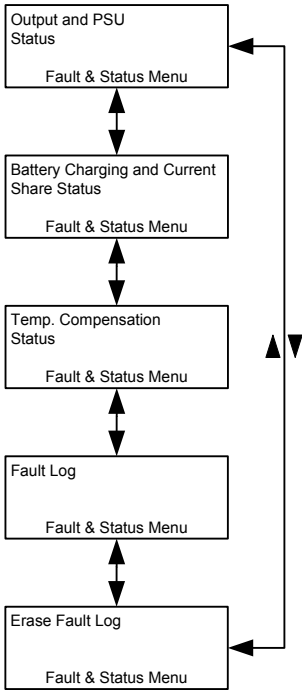 Output and PSU
Status
Fault & Status Menu
Battery Charging and Current
Share Status
Fault & Status Menu
Temp. Compensation
Status
Fault & Status Menu
Fault Log
Fault & Status Menu
Erase Fault Log
Fault & Status Menu